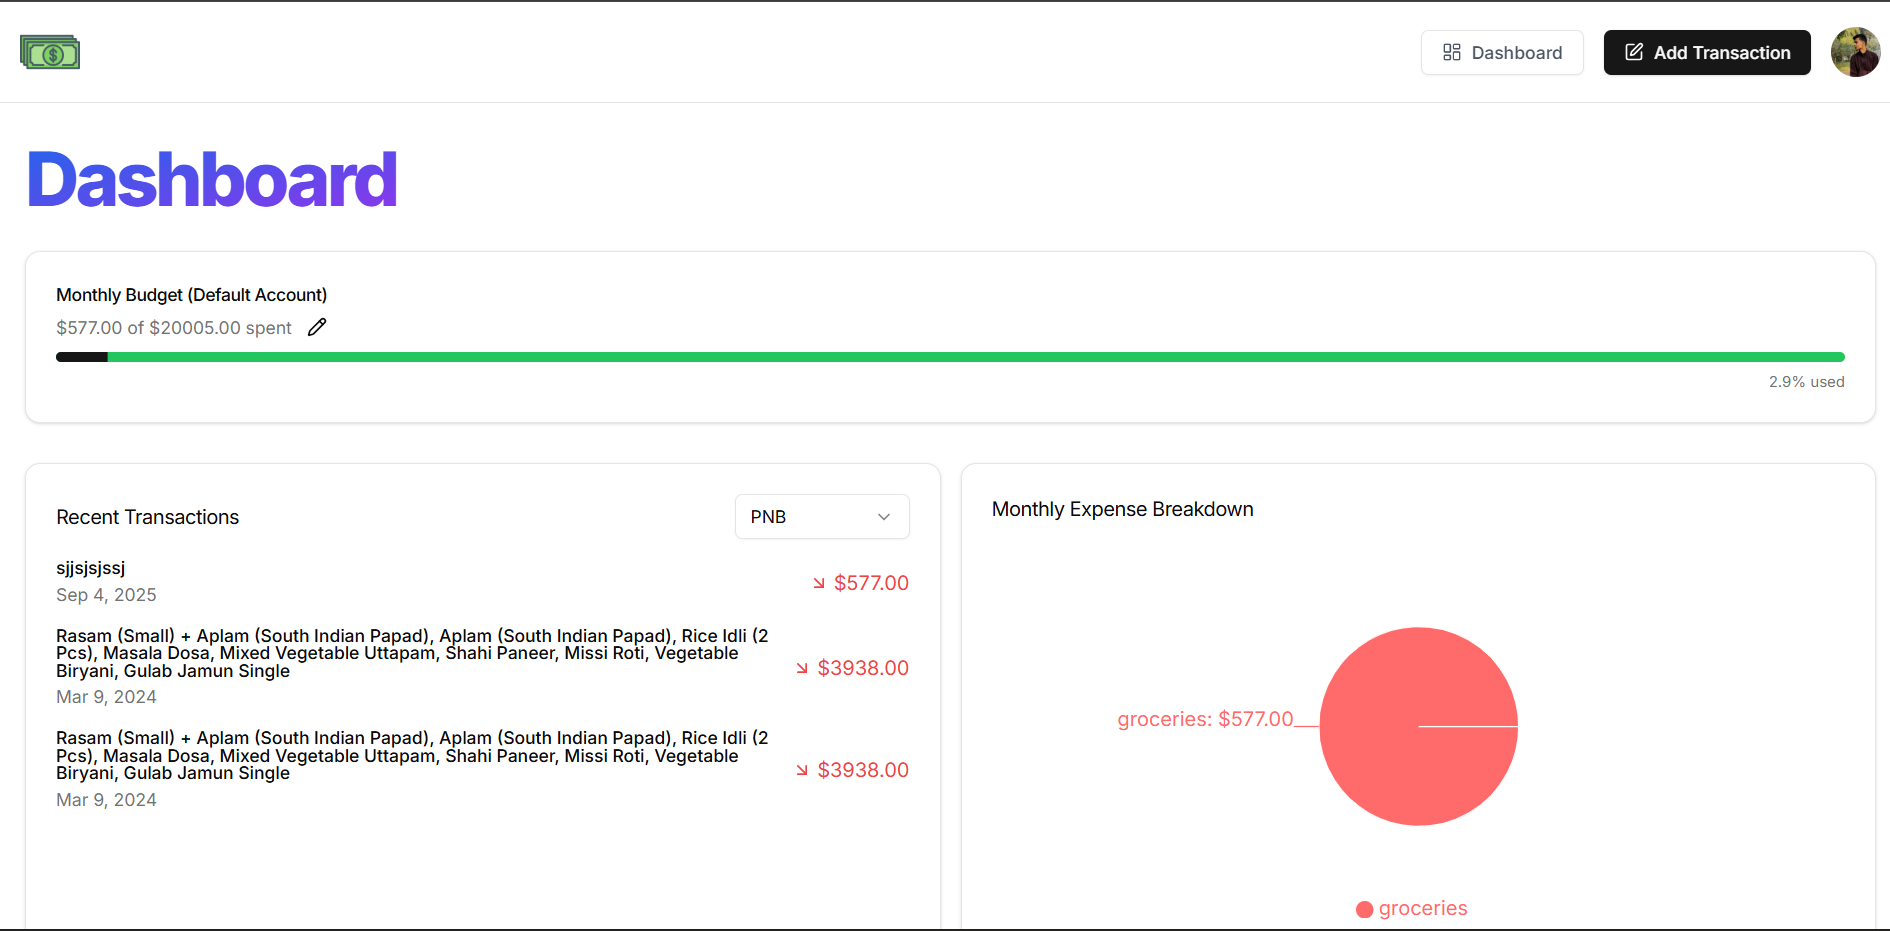 $
Dashboard
Add Transaction
Dashboard
Monthly Budget (Default Account)
$577.00 of $20005.00 spent
2.9% used
Recent Transactions
PNB
sjjsjsjssj
Sep 4, 2025
$577.00
Rasam (Small) + Aplam (South Indian Papad), Aplam (South Indian Papad), Rice Idli (2
Pcs), Masala Dosa, Mixed Vegetable Uttapam, Shahi Paneer, Missi Roti, Vegetable
Biryani, Gulab Jamun Single
Mar 9, 2024
$3938.00
Rasam (Small) + Aplam (South Indian Papad), Aplam (South Indian Papad), Rice Idli (2
Pcs), Masala Dosa, Mixed Vegetable Uttapam, Shahi Paneer, Missi Roti, Vegetable
Biryani, Gulab Jamun Single
Mar 9, 2024
$3938.00
Monthly Expense Breakdown
groceries: $577.00
groceries